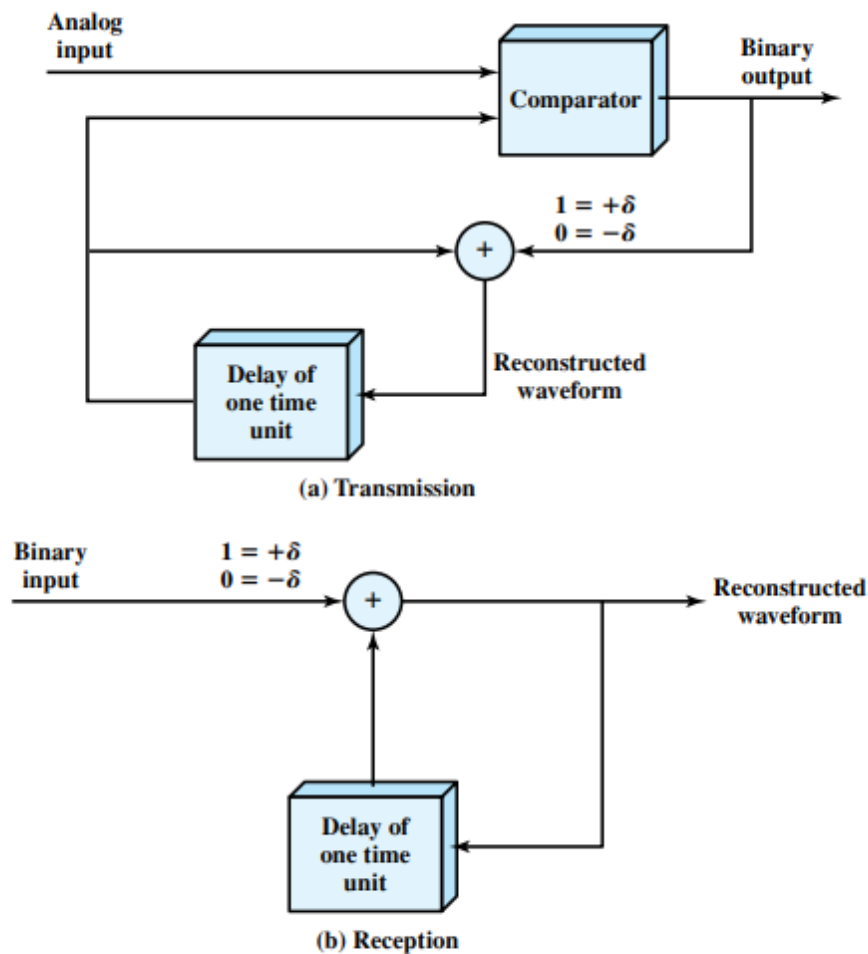 Analog
input
Binary
output
Comparator
1 = +δ
0 = −δ
+
Delay of
one time
unit
Reconstructed
waveform
(a) Transmission
Binary
input
1 = +δ
0 = −δ
+
Reconstructed
waveform
Delay of
one time
unit
(b) Reception